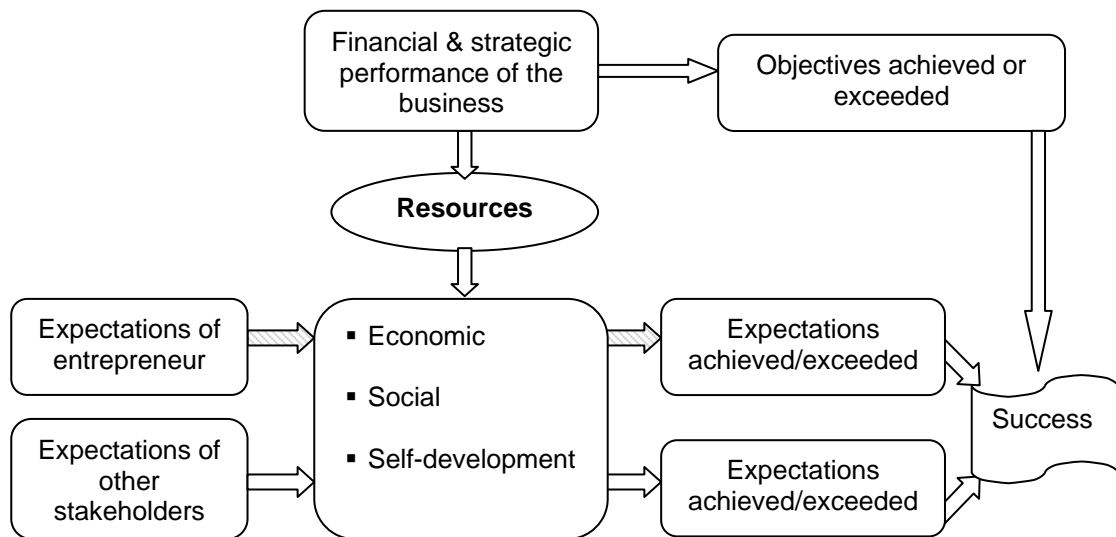 Financial & strategic
performance of the
business
Objectives achieved or
exceeded
Resources
Expectations of
entrepreneur
▪ Economic
▪ Social
▪ Self-development
Expectations
achieved/exceeded
Success
Expectations of
other
stakeholders
Expectations
achieved/exceeded